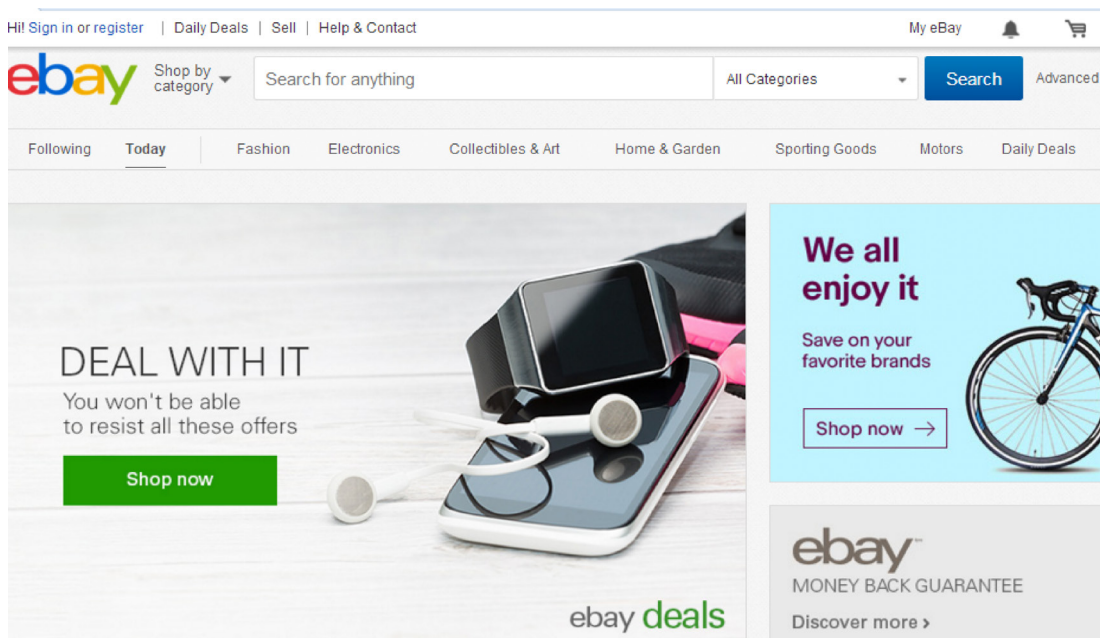 Hi! Sign in or register | Daily Deals | Sell | Help & Contact My eBay
ebay Shop by category Search for anything All Categories Search Advanced
Following Today Fashion Electronics Collectibles & Art Home & Garden Sporting Goods Motors Daily Deals
DEAL WITH IT
You won't be able
to resist all these offers
Shop now
ebay deals
We all
enjoy it
Save on your
favorite brands
Shop now →
ebay™
MONEY BACK GUARANTEE
Discover more ›